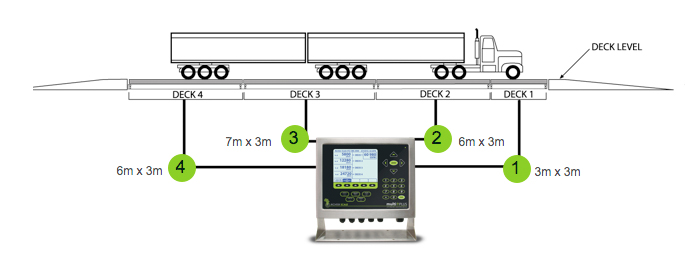 DECK LEVEL
DECK 4
DECK 3
DECK 2
DECK 1
7m x 3m
3
2
6m x 3m
6m x 3m
4
1
3m x 3m